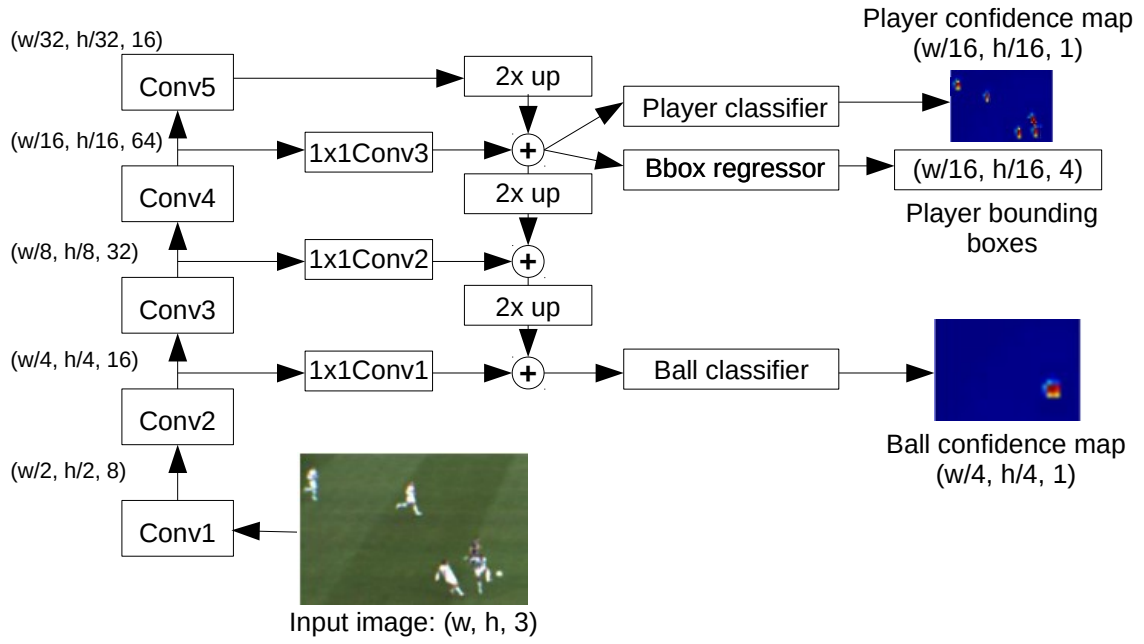 Player confidence map
(w/16, h/16, 1)
(w/32, h/32, 16)
Conv5
2x up
Player classifier
(w/16, h/16, 64)
1x1Conv3
+
Bbox regressor
(w/16, h/16, 4)
Conv4
2x up
Player bounding
boxes
(w/8, h/8, 32)
1x1Conv2
+
Conv3
2x up
(w/4, h/4, 16)
1x1Conv1
+
Ball classifier
Conv2
Ball confidence map
(w/4, h/4, 1)
(w/2, h/2, 8)
Conv1
Input image: (w, h, 3)